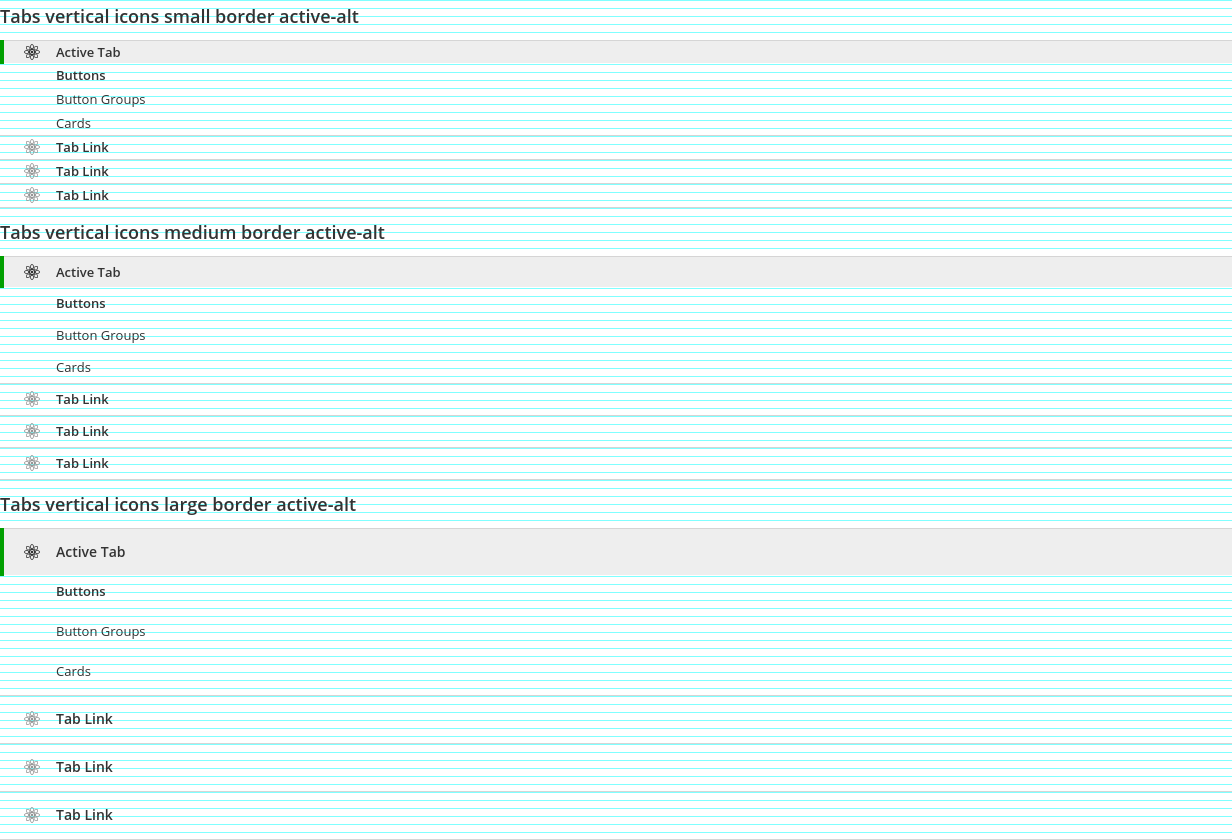 Tabs vertical icons small border active-alt
Active Tab
Buttons
Button Groups
Cards
Tab Link
Tab Link
Tab Link
Tabs vertical icons medium border active-alt
Active Tab
Buttons
Button Groups
Cards
Tab Link
Tab Link
Tab Link
Tabs vertical icons large border active-alt
Active Tab
Buttons
Button Groups
Cards
Tab Link
Tab Link
Tab Link